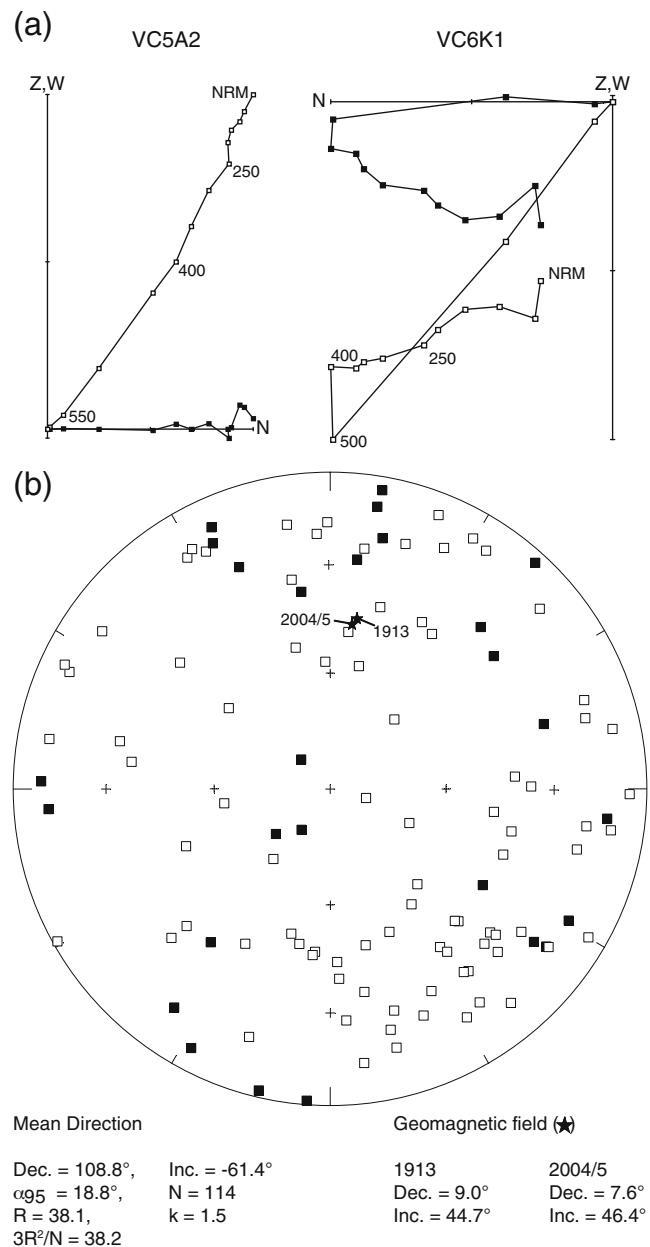 (a)
VC5A2
VC6K1
Z,W
NRM
250
400
550
N
N
Z,W
NRM
400
250
500
(b)
2004/5
1913
Mean Direction
Dec. = 108.8°, Inc. = -61.4°
α95 = 18.8°, N = 114
R = 38.1, k = 1.5
3R²/N = 38.2
Geomagnetic field (★)
1913 2004/5
Dec. = 9.0° Dec. = 7.6°
Inc. = 44.7° Inc. = 46.4°